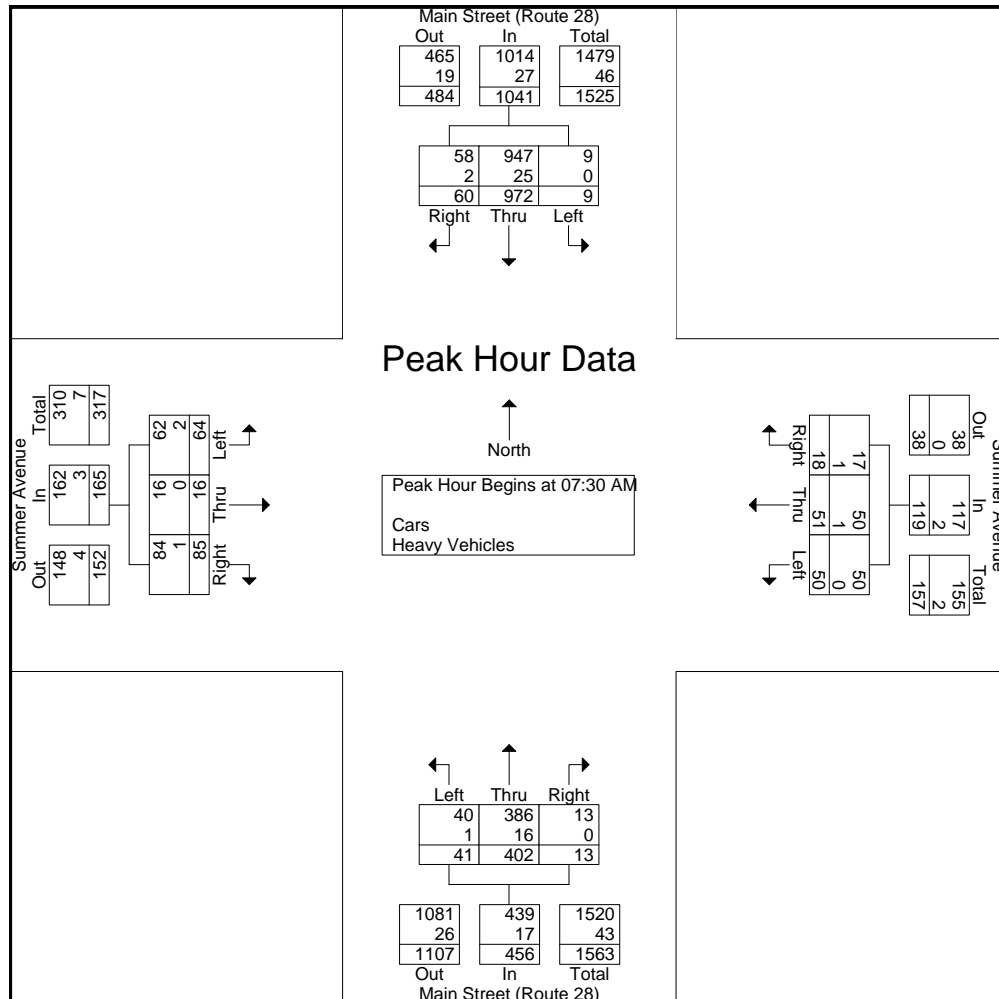 Main Street (Route 28)
Out In Total
465 1014 1479
19 27 46
484 1041 1525
58 947 9
2 25 0
60 972 9
Right Thru Left
Peak Hour Data
North
Peak Hour Begins at 07:30 AM
Cars
Heavy Vehicles
Summer Avenue
Total In Out
310 162 148
7 3 4
317 165 152
62 16 84
2 0 1
64 16 85
Left Thru Right
Summer Avenue
Out In Total
38 117 155
0 2 2
38 119 157
17 50 50
1 1 0
18 51 50
Right Thru Left
Left Thru Right
40 386 13
1 16 0
41 402 13
1081 439 1520
26 17 43
1107 456 1563
Out In Total
Main Street (Route 28)